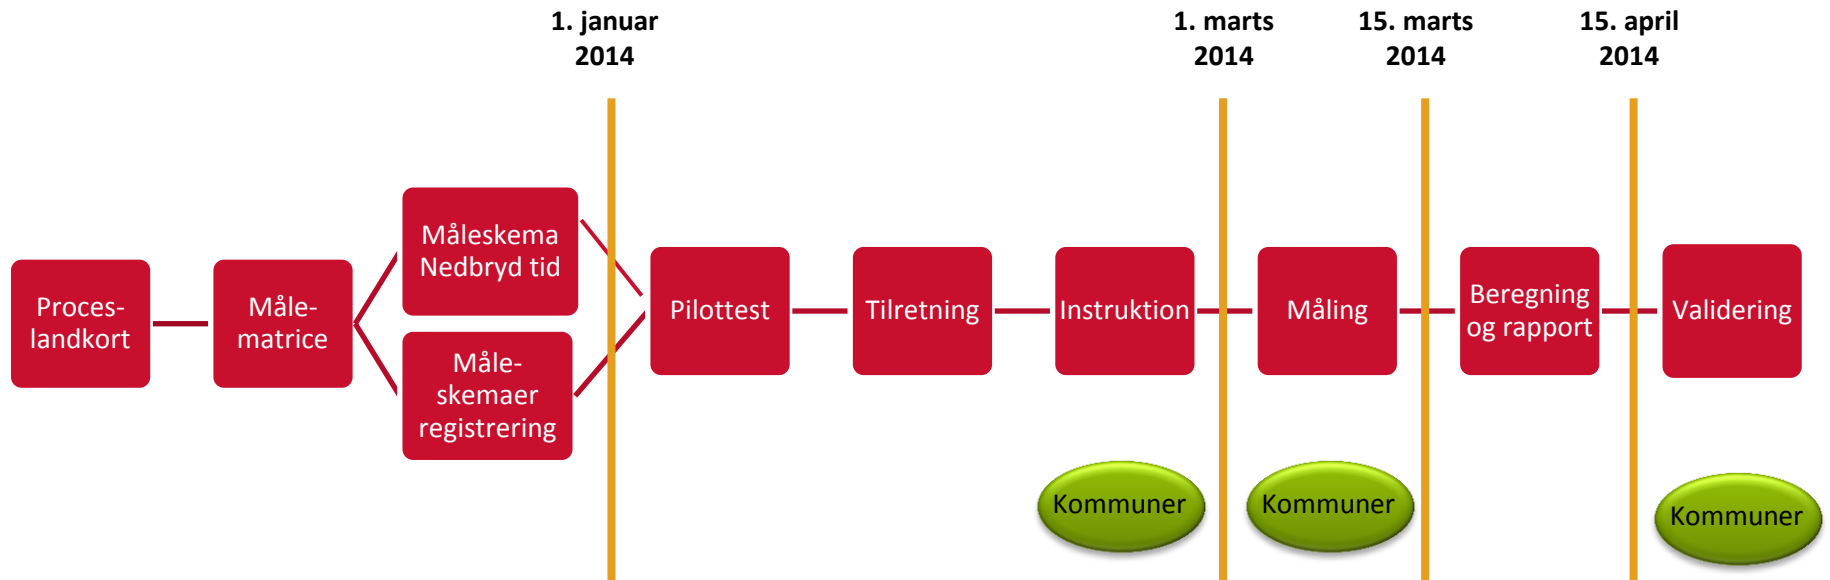 1. januar
2014
1. marts
2014
15. marts
2014
15. april
2014
Proces-
landkort
Måle-
matrice
Måleskema
Nedbryd tid
Måle-
skemaer
registrering
Pilottest
Tilretning
Instruktion
Måling
Beregning
og rapport
Validering
Kommuner
Kommuner
Kommuner